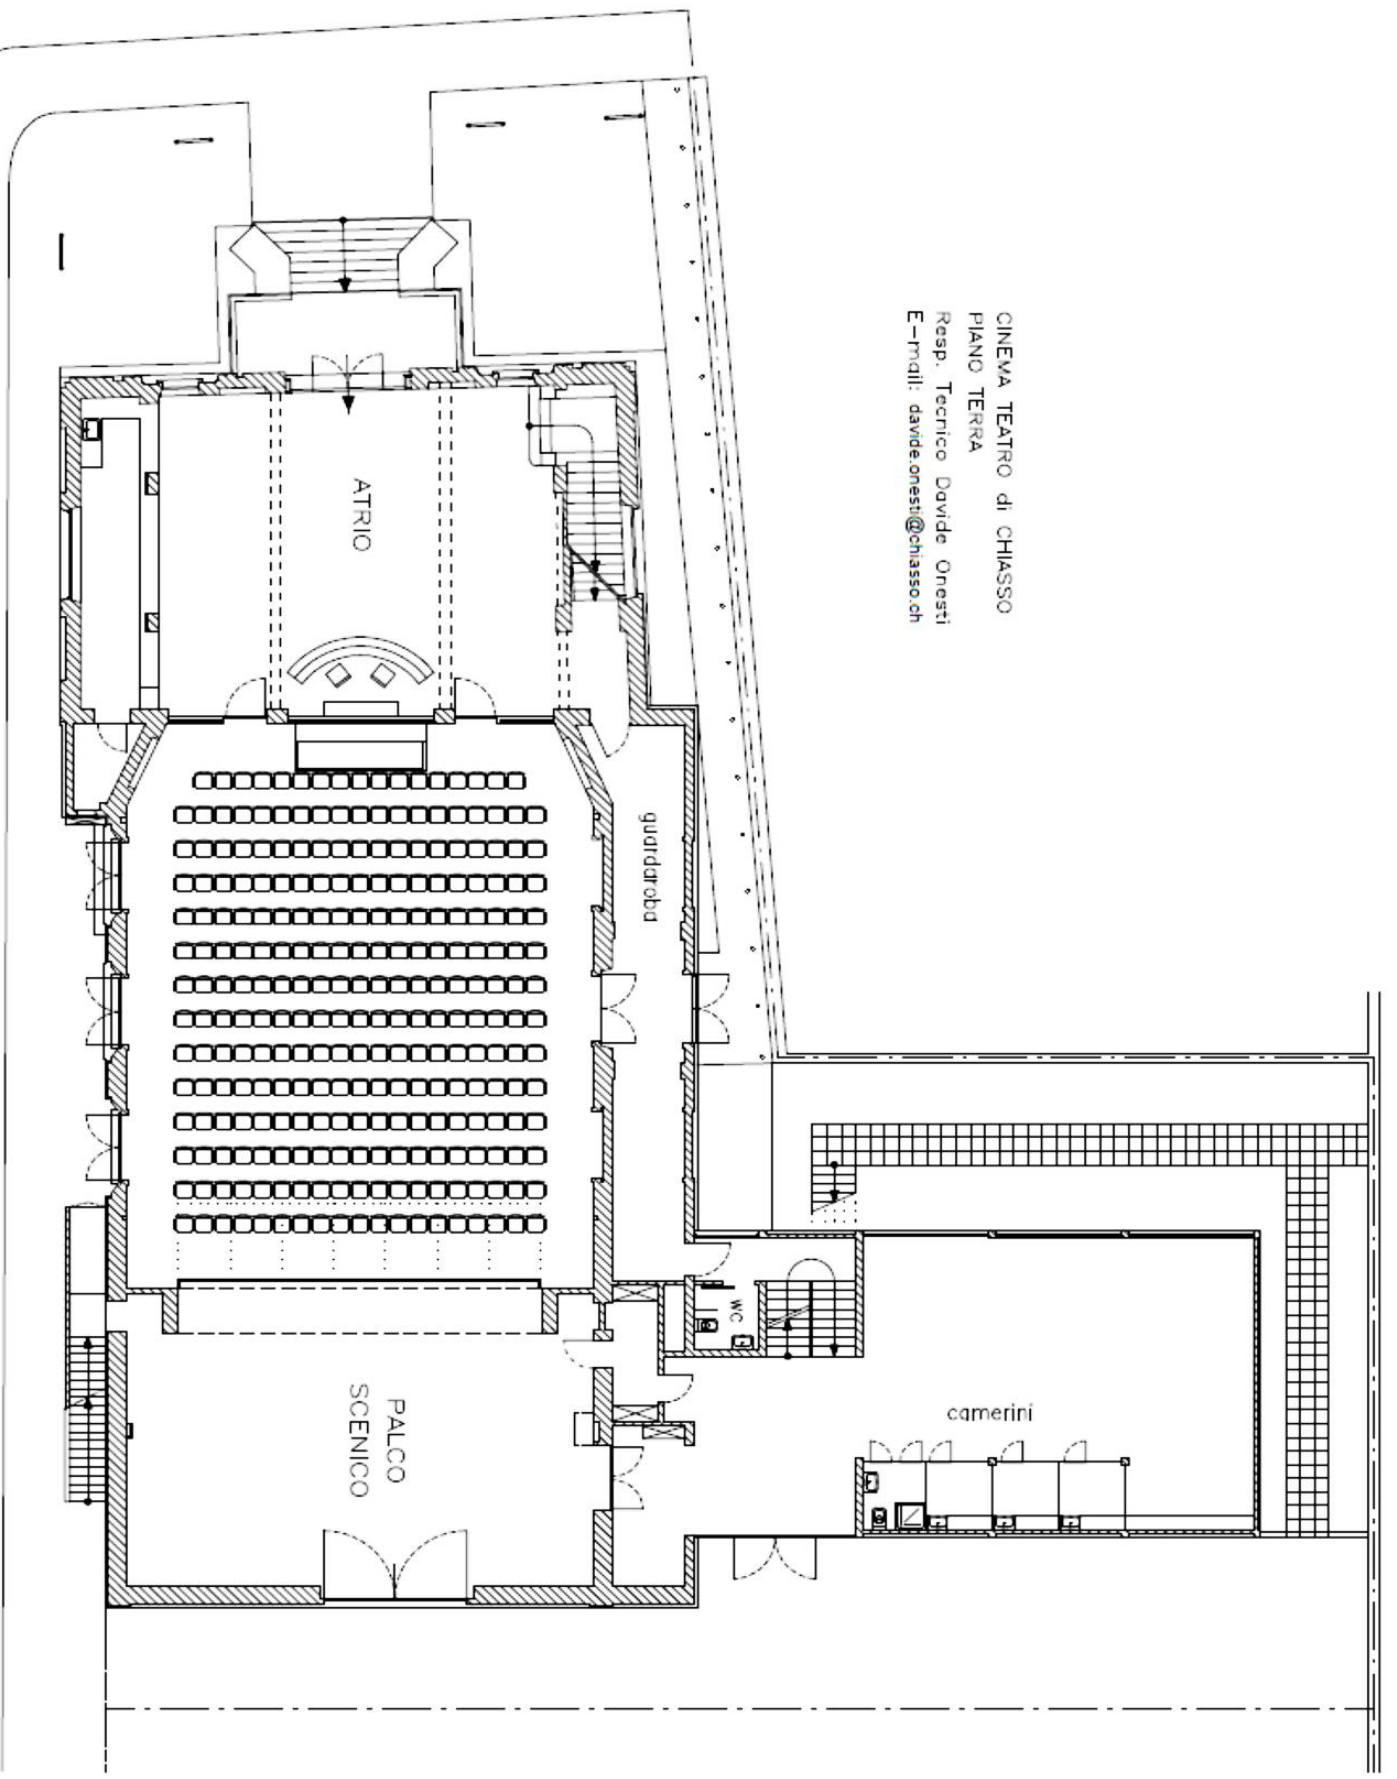 CINEMA TEATRO di CHIASSO
PIANO TERRA
Resp. Tecnico Davide Onesti
E-mail: davide.onesti@chiasso.ch
ATRIO
guardaroba
WC
camerini
PALCO
SCENICO